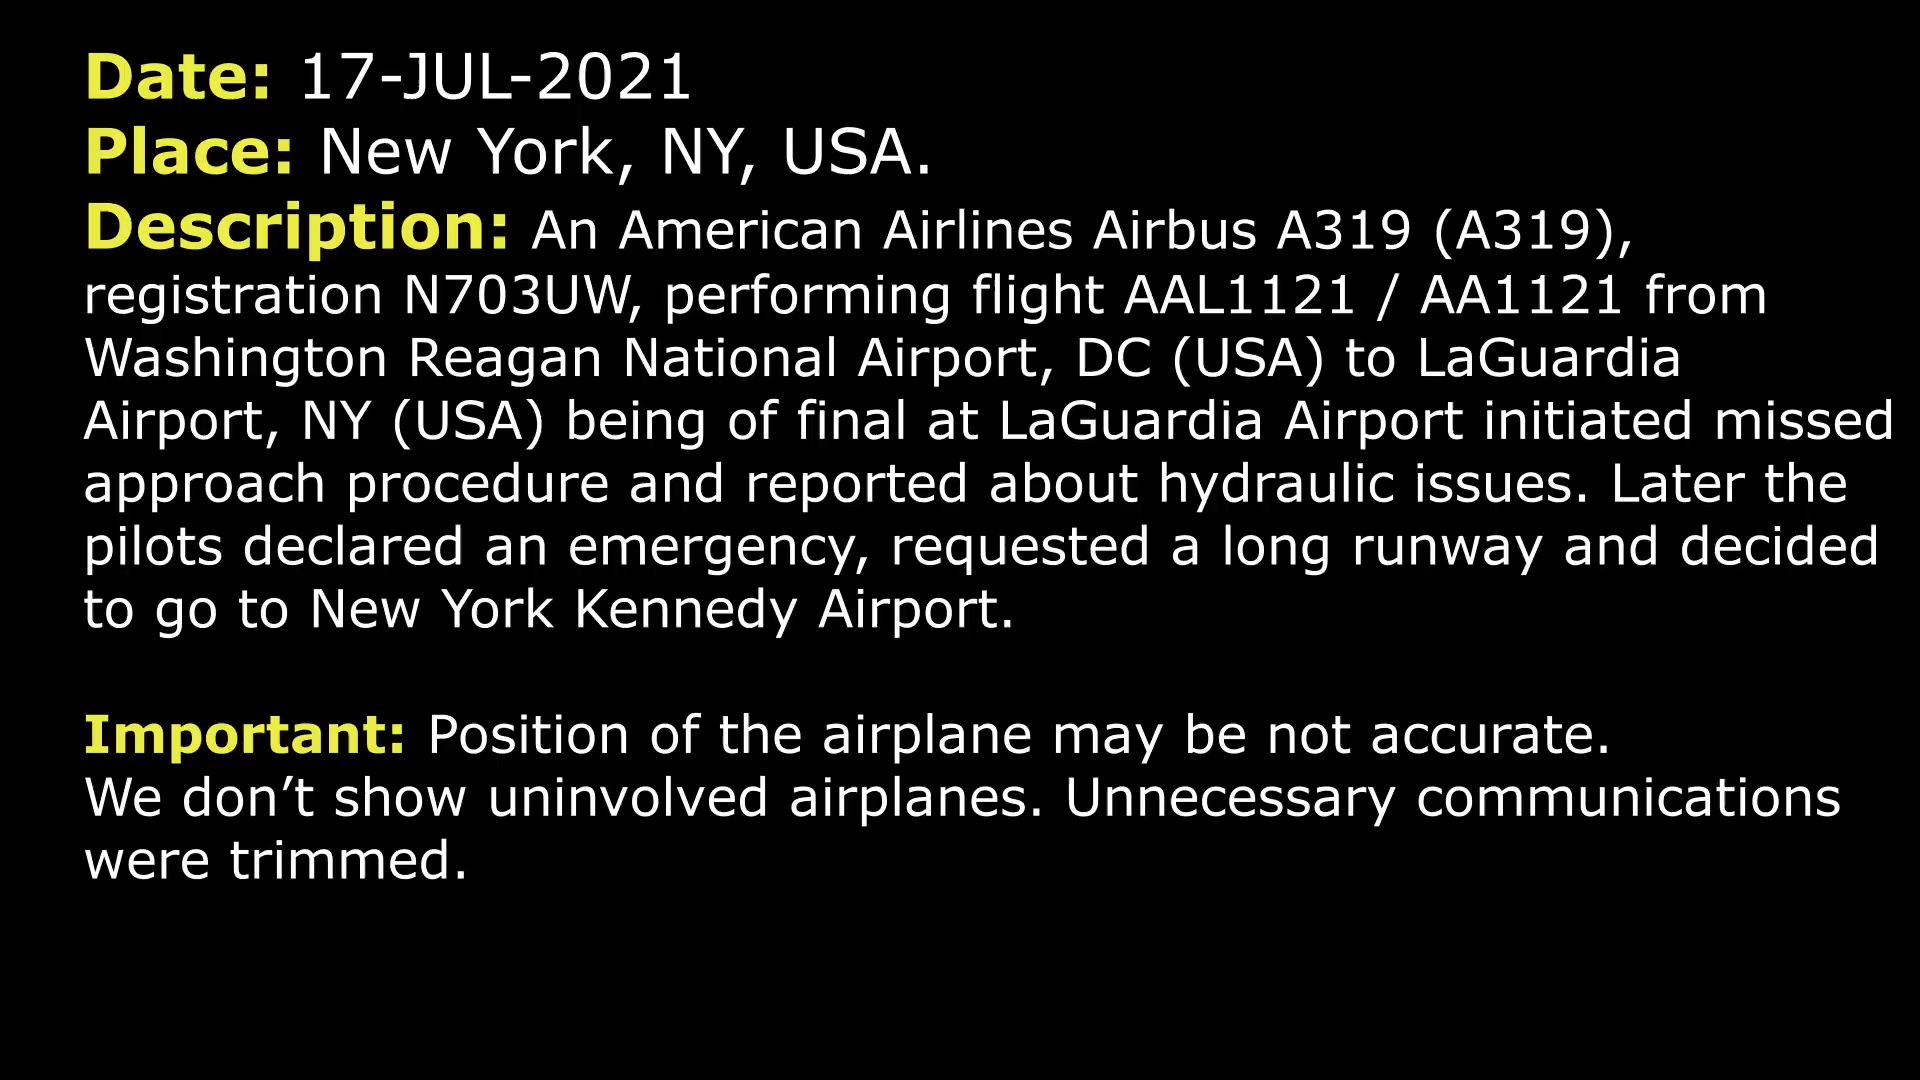 Date: 17-JUL-2021
Place: New York, NY, USA.
Description: An American Airlines Airbus A319 (A319),
registration N703UW, performing flight AAL1121 / AA1121 from
Washington Reagan National Airport, DC (USA) to LaGuardia
Airport, NY (USA) being of final at LaGuardia Airport initiated missed
approach procedure and reported about hydraulic issues. Later the
pilots declared an emergency, requested a long runway and decided
to go to New York Kennedy Airport.
Important: Position of the airplane may be not accurate.
We don’t show uninvolved airplanes. Unnecessary communications
were trimmed.